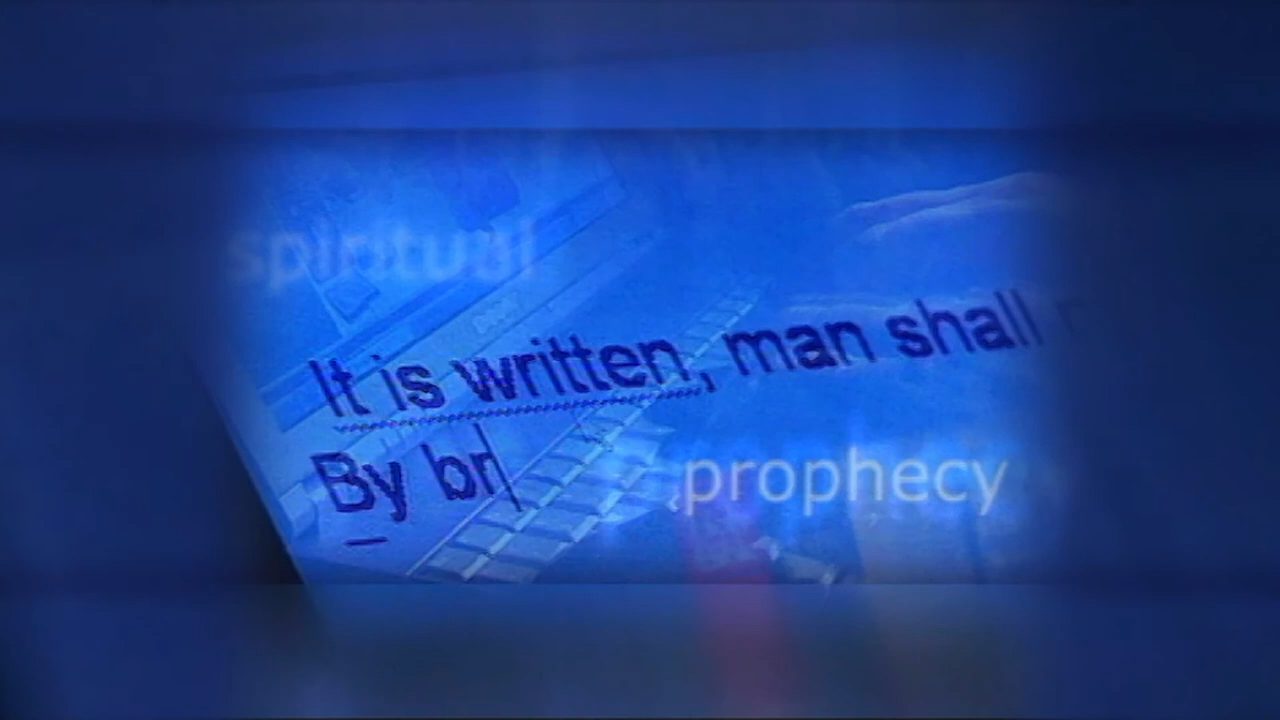 spiritual
It is written, man shall
By br
prophecy